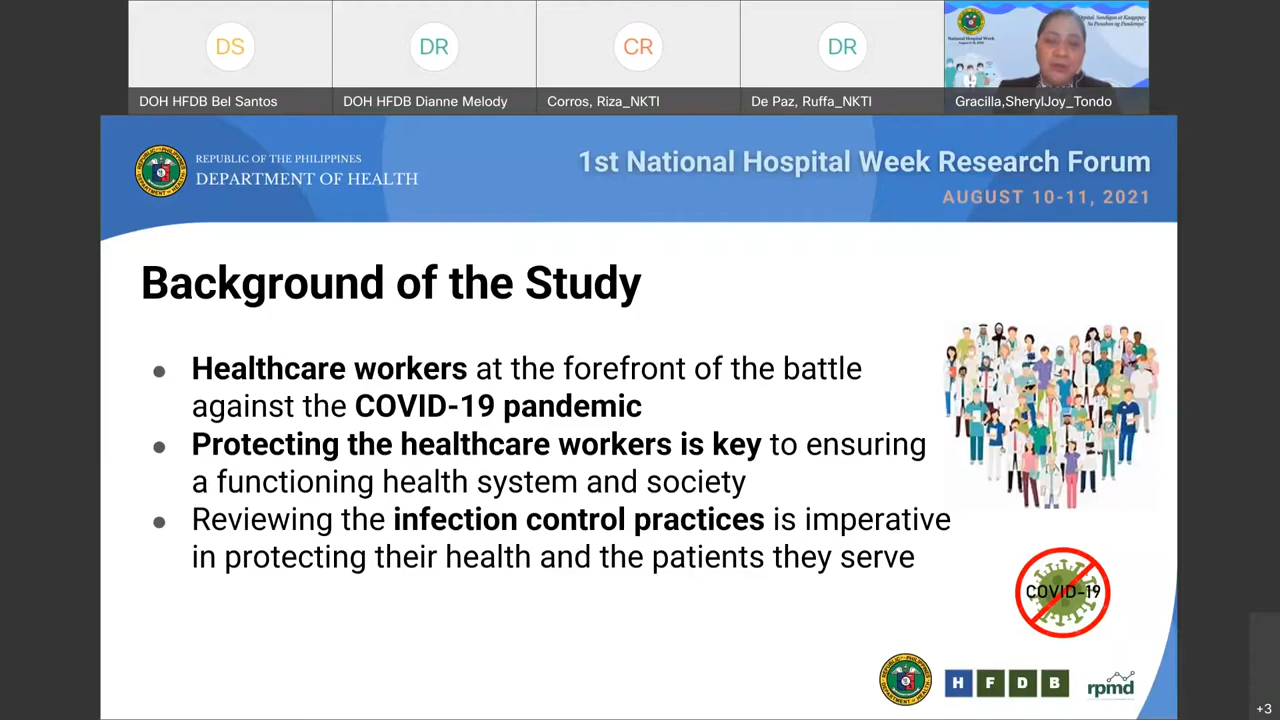 DS
DR
CR
DR
DOH HFDB Bel Santos
DOH HFDB Dianne Melody
Corros, Riza_NKTI
De Paz, Ruffa_NKTI
Gracilla,SherylJoy_Tondo
National Hospital Week
REPUBLIC OF THE PHILIPPINES
DEPARTMENT OF HEALTH
1st National Hospital Week Research Forum
AUGUST 10-11, 2021
Background of the Study
• Healthcare workers at the forefront of the battle
against the COVID-19 pandemic
• Protecting the healthcare workers is key to ensuring
a functioning health system and society
• Reviewing the infection control practices is imperative
in protecting their health and the patients they serve
COVID-19
H F D B
rpmd
+3